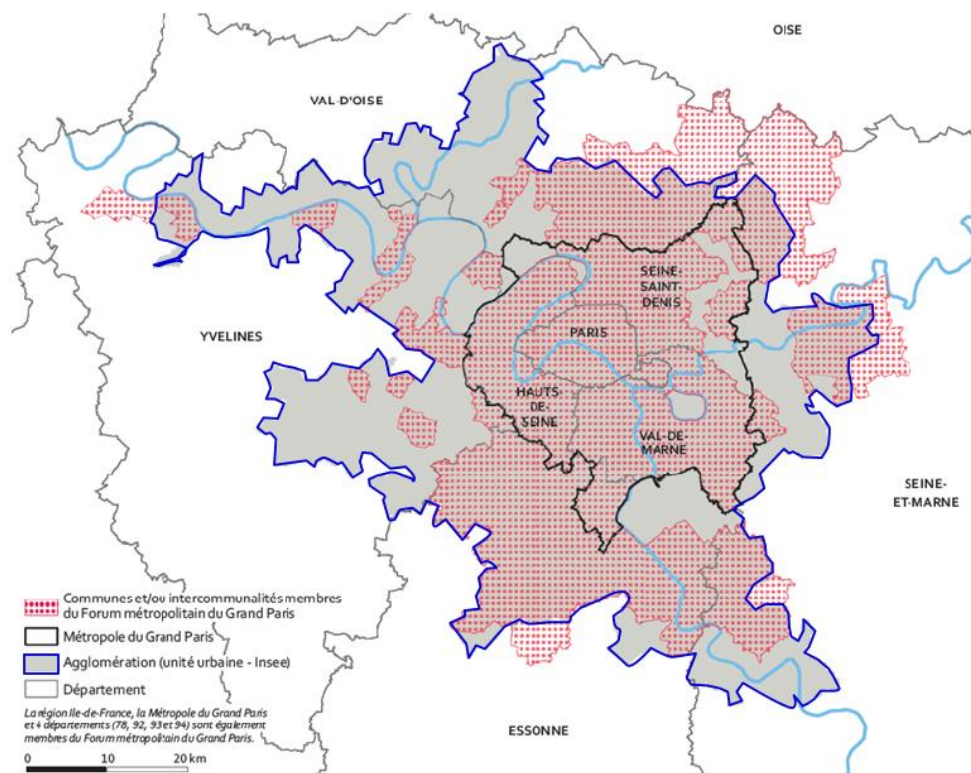 OISE
VAL-D'OISE
SEINE-
SAINT-
DENIS
YVELINES
PARIS
HAUTS-
DE-
SEINE
VAL-DE-
MARNE
SEINE-
ET-MARNE
Communes et/ou intercommunalités membres
du Forum métropolitain du Grand Paris
Métropole du Grand Paris
Agglomération (unité urbaine - Insee)
Département
La région Ile-de-France, la Métropole du Grand Paris
et 4 départements (78, 92, 93 et 94) sont également
membres du Forum métropolitain du Grand Paris.
0 10 20 km
ESSONNE